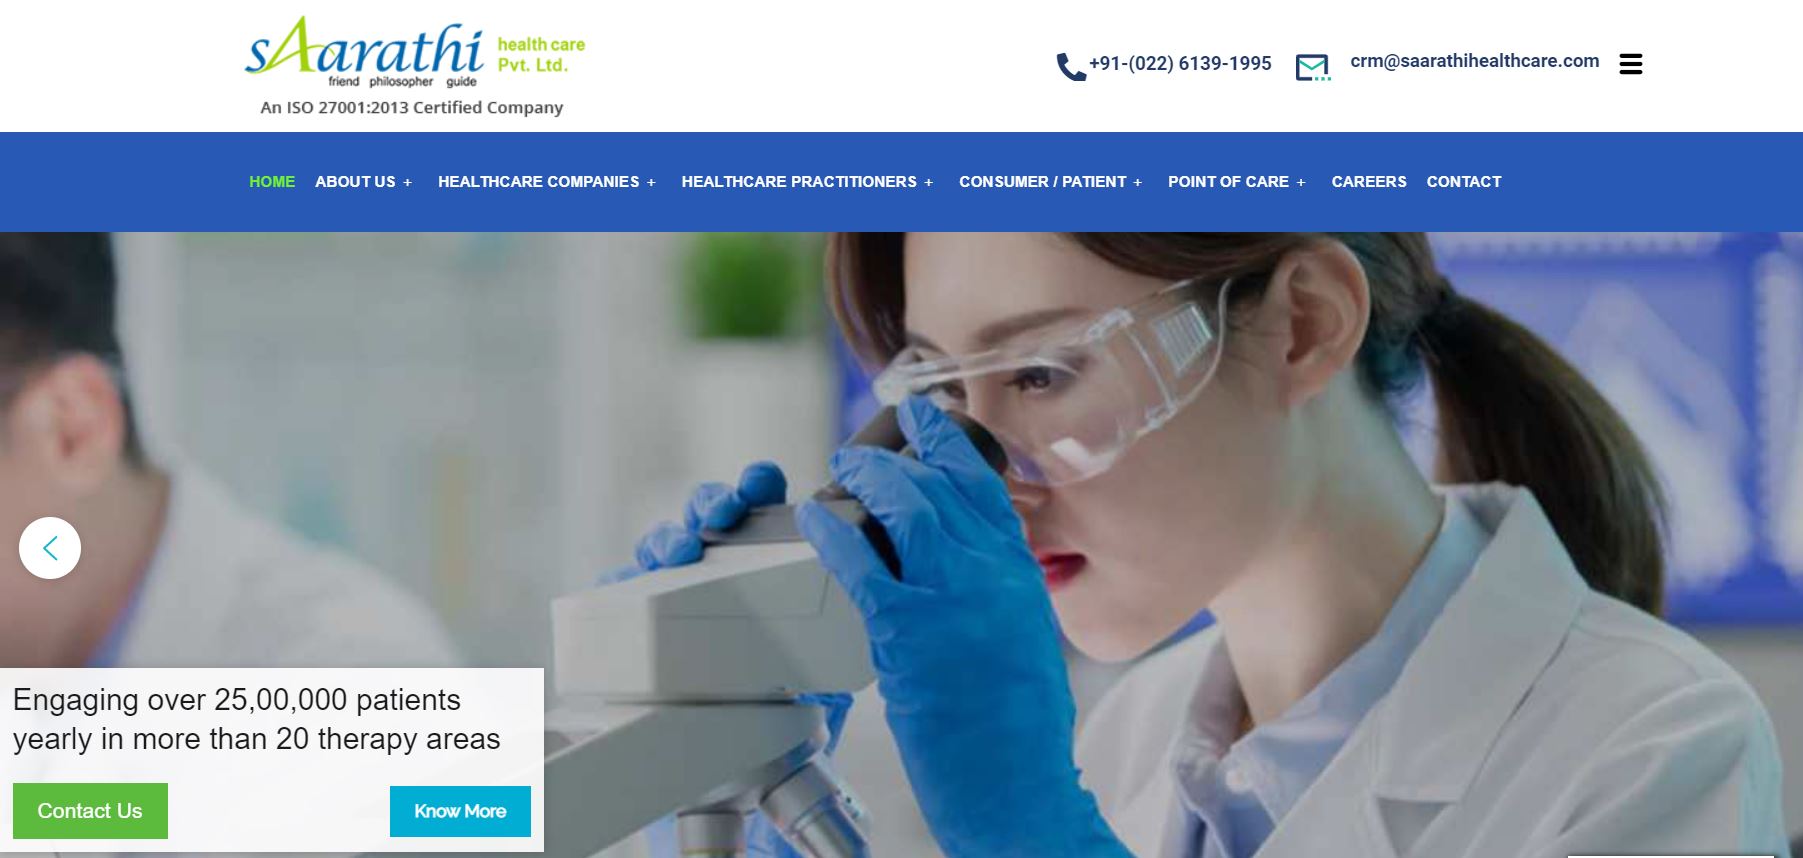 sAarathi health care
Pvt. Ltd.
friend philosopher guide
An ISO 27001:2013 Certified Company
+91-(022) 6139-1995
crm@saarathihealthcare.com
HOME ABOUT US + HEALTHCARE COMPANIES + HEALTHCARE PRACTITIONERS + CONSUMER / PATIENT + POINT OF CARE + CAREERS CONTACT
Engaging over 25,00,000 patients
yearly in more than 20 therapy areas
Contact Us
Know More